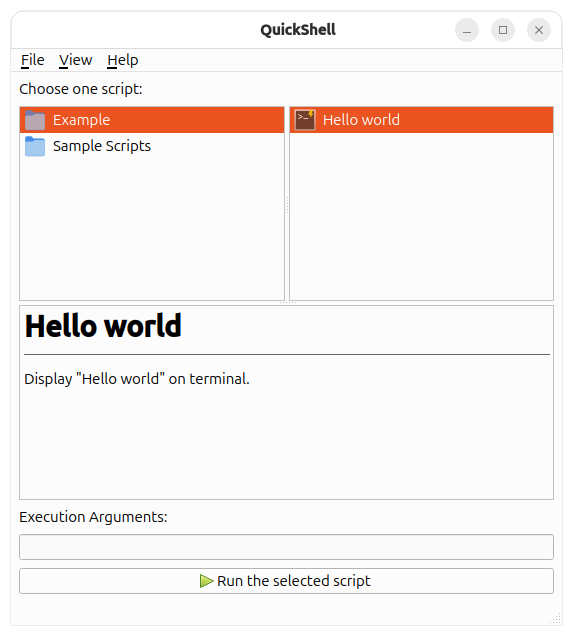 QuickShell
File View Help
Choose one script:
Example
Hello world
Sample Scripts
Hello world
Display "Hello world" on terminal.
Execution Arguments:
Run the selected script